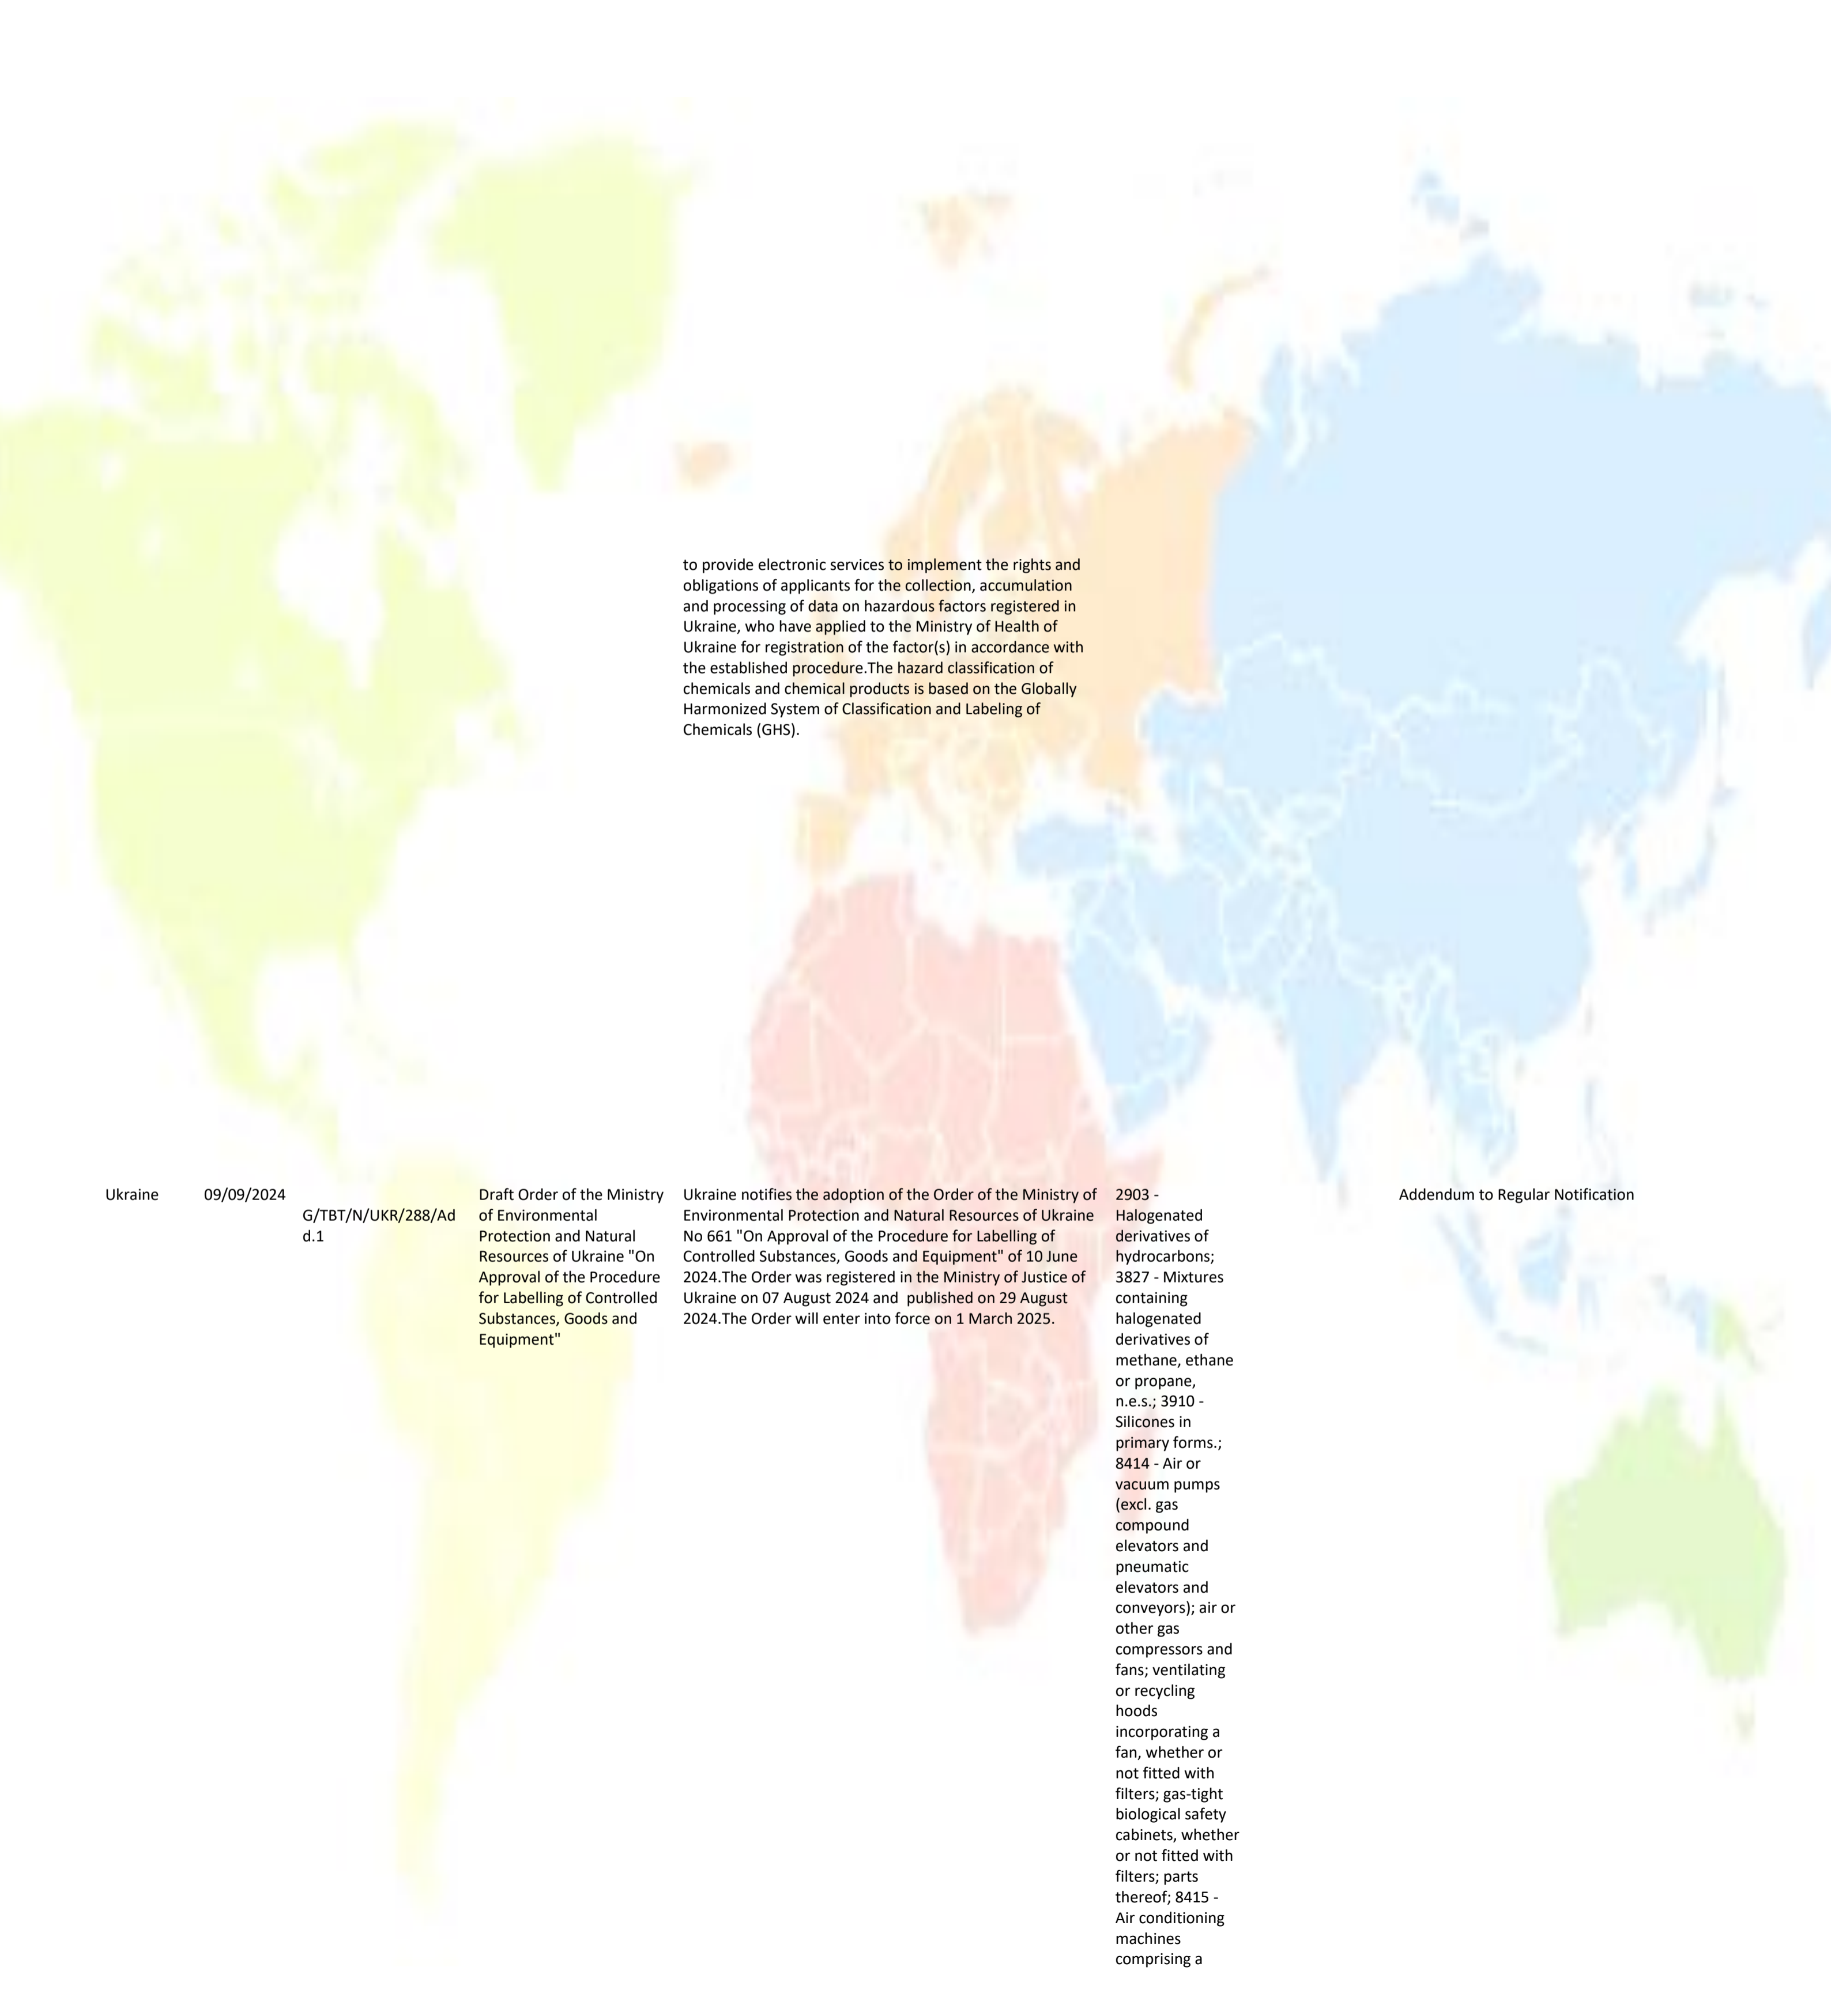 to provide electronic services to implement the rights and
obligations of applicants for the collection, accumulation
and processing of data on hazardous factors registered in
Ukraine, who have applied to the Ministry of Health of
Ukraine for registration of the factor(s) in accordance with
the established procedure.The hazard classification of
chemicals and chemical products is based on the Globally
Harmonized System of Classification and Labeling of
Chemicals (GHS).
Ukraine
09/09/2024
G/TBT/N/UKR/288/Ad
d.1
Draft Order of the Ministry
of Environmental
Protection and Natural
Resources of Ukraine "On
Approval of the Procedure
for Labelling of Controlled
Substances, Goods and
Equipment"
Ukraine notifies the adoption of the Order of the Ministry of
Environmental Protection and Natural Resources of Ukraine
No 661 "On Approval of the Procedure for Labelling of
Controlled Substances, Goods and Equipment" of 10 June
2024.The Order was registered in the Ministry of Justice of
Ukraine on 07 August 2024 and  published on 29 August
2024.The Order will enter into force on 1 March 2025.
2903 -
Halogenated
derivatives of
hydrocarbons;
3827 - Mixtures
containing
halogenated
derivatives of
methane, ethane
or propane,
n.e.s.; 3910 -
Silicones in
primary forms.;
8414 - Air or
vacuum pumps
(excl. gas
compound
elevators and
pneumatic
elevators and
conveyors); air or
other gas
compressors and
fans; ventilating
or recycling
hoods
incorporating a
fan, whether or
not fitted with
filters; gas-tight
biological safety
cabinets, whether
or not fitted with
filters; parts
thereof; 8415 -
Air conditioning
machines
comprising a
Addendum to Regular Notification